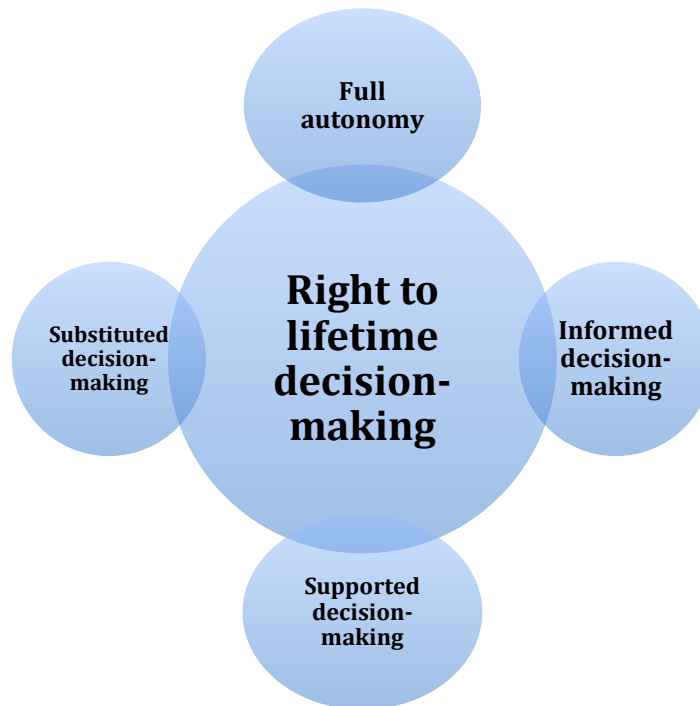 Full
autonomy
Right to
lifetime
decision-
making
Substituted
decision-
making
Informed
decision-
making
Supported
decision-
making